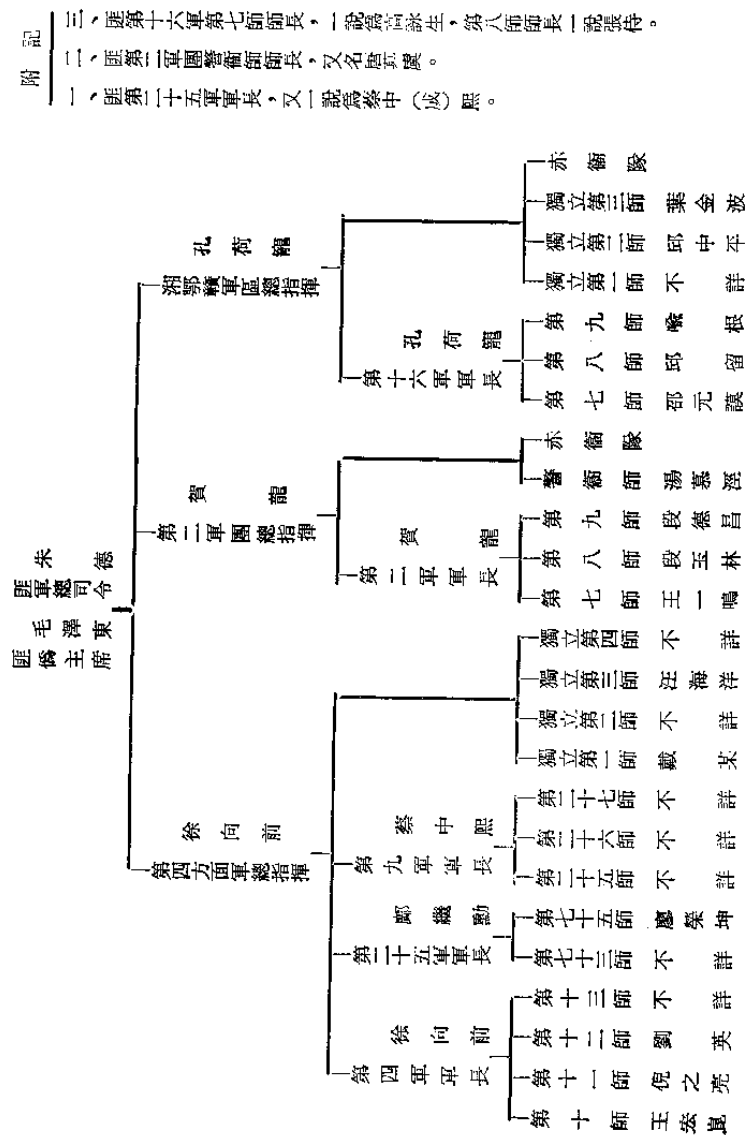 匪偽主席
毛澤東
匪軍總司令
朱德
第四方面軍總指揮
徐向前
第四軍軍長
徐向前
第十師 王宏崑
第十一師 倪之亮
第十二師 劉英
第十三師 不詳
第二十五軍軍長
鄺繼勳
第七十三師 不詳
第七十五師 廖榮坤
第九軍軍長
蔡中熙
第二十五師 不詳
第二十六師 不詳
第二十七師 不詳
獨立第一師 戴某
獨立第二師 不詳
獨立第三師 汪海洋
獨立第四師 不詳
第二軍團總指揮
賀龍
第二軍軍長
賀龍
第七師 王一鳴
第八師 段玉林
第九師 段德昌
警衛師 湯慕涇
赤衞隊
湘鄂贛軍區總指揮
孔荷寵
第十六軍軍長
孔荷寵
第七師 邵元謨
第八師 邱留
第九師 喩根
獨立第一師 不詳
獨立第二師 邱中平
獨立第三師 葉金波
赤衞隊
附記
一、匪第二十五軍軍長，又一說爲蔡中（成）熙。
二、匪第二軍團警衛師師長，又名唐虞。
三、匪第十六軍第七師師長，一說爲高詠生，第八師師長一說張侍。